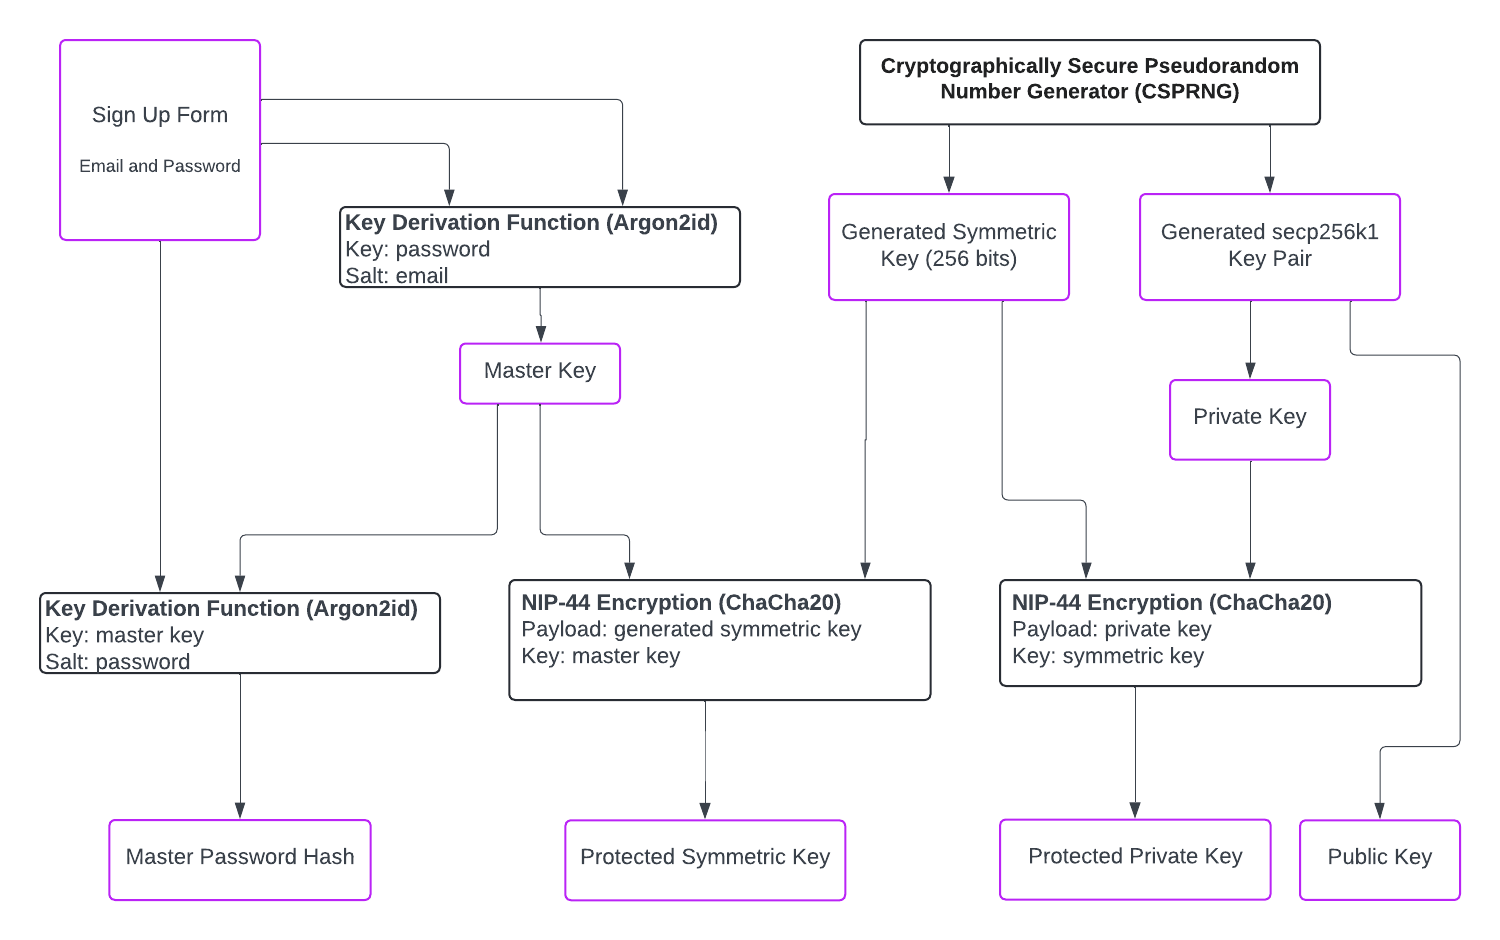 Sign Up Form
Email and Password
Cryptographically Secure Pseudorandom
Number Generator (CSPRNG)
Key Derivation Function (Argon2id)
Key: password
Salt: email
Generated Symmetric
Key (256 bits)
Generated secp256k1
Key Pair
Master Key
Private Key
Key Derivation Function (Argon2id)
Key: master key
Salt: password
NIP-44 Encryption (ChaCha20)
Payload: generated symmetric key
Key: master key
NIP-44 Encryption (ChaCha20)
Payload: private key
Key: symmetric key
Master Password Hash
Protected Symmetric Key
Protected Private Key
Public Key